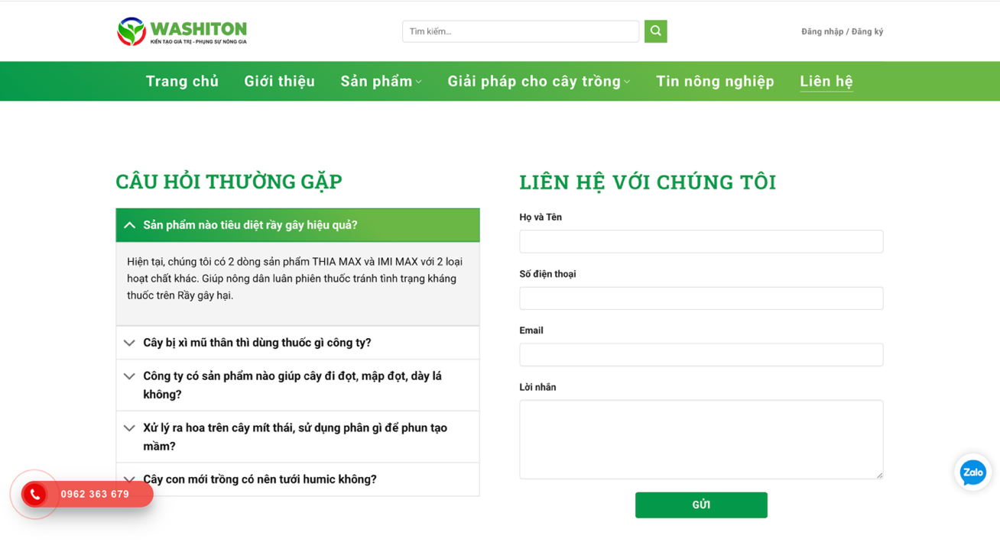 WASHITON
KIẾN TẠO GIÁ TRỊ - PHỤNG SỰ NÔNG GIA
Tìm kiếm...
Đăng nhập / Đăng ký
Trang chủ
Giới thiệu
Sản phẩm
Giải pháp cho cây trồng
Tin nông nghiệp
Liên hệ
CÂU HỎI THƯỜNG GẶP
Sản phẩm nào tiêu diệt rầy gây hiệu quả?
Hiện tại, chúng tôi có 2 dòng sản phẩm THIA MAX và IMI MAX với 2 loại
hoạt chất khác. Giúp nông dân luân phiên thuốc tránh tình trạng kháng
thuốc trên Rầy gây hại.
Cây bị xì mũ thân thì dùng thuốc gì công ty?
Công ty có sản phẩm nào giúp cây đi đọt, mập đọt, dày lá
không?
Xử lý ra hoa trên cây mít thái, sử dụng phân gì để phun tạo
mầm?
Cây con mới trồng có nên tưới humic không?
0962 363 679
LIÊN HỆ VỚI CHÚNG TÔI
Họ và Tên
Số điện thoại
Email
Lời nhắn
GỬI
Zalo